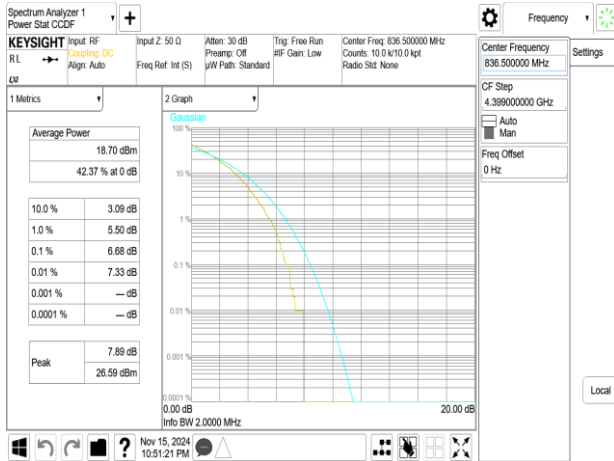 Spectrum Analyzer 1
Power Stat CCDF
+
Frequency
KEYSIGHT
RL
LXI
Input: RF
Coupling: DC
Align: Auto
Input Z: 50 Ω
Freq Ref: Int (S)
Atten: 30 dB
Preamp: Off
µW Path: Standard
Trig: Free Run
#IF Gain: Low
Center Freq: 836.500000 MHz
Counts: 10.0 k/10.0 kpt
Radio Std: None
Center Frequency
836.500000 MHz
Settings
CF Step
4.399000000 GHz
Auto
Man
Freq Offset
0 Hz
Local
1 Metrics
Average Power
18.70 dBm
42.37 % at 0 dB
10.0 % 3.09 dB
1.0 % 5.50 dB
0.1 % 6.68 dB
0.01 % 7.33 dB
0.001 % --- dB
0.0001 % --- dB
Peak
7.89 dB
26.59 dBm
2 Graph
Gaussian
100 %
10 %
1 %
0.1 %
0.01 %
0.001 %
0.0001 %
0.00 dB 20.00 dB
Info BW 2.0000 MHz
?
Nov 15, 2024
10:51:21 PM